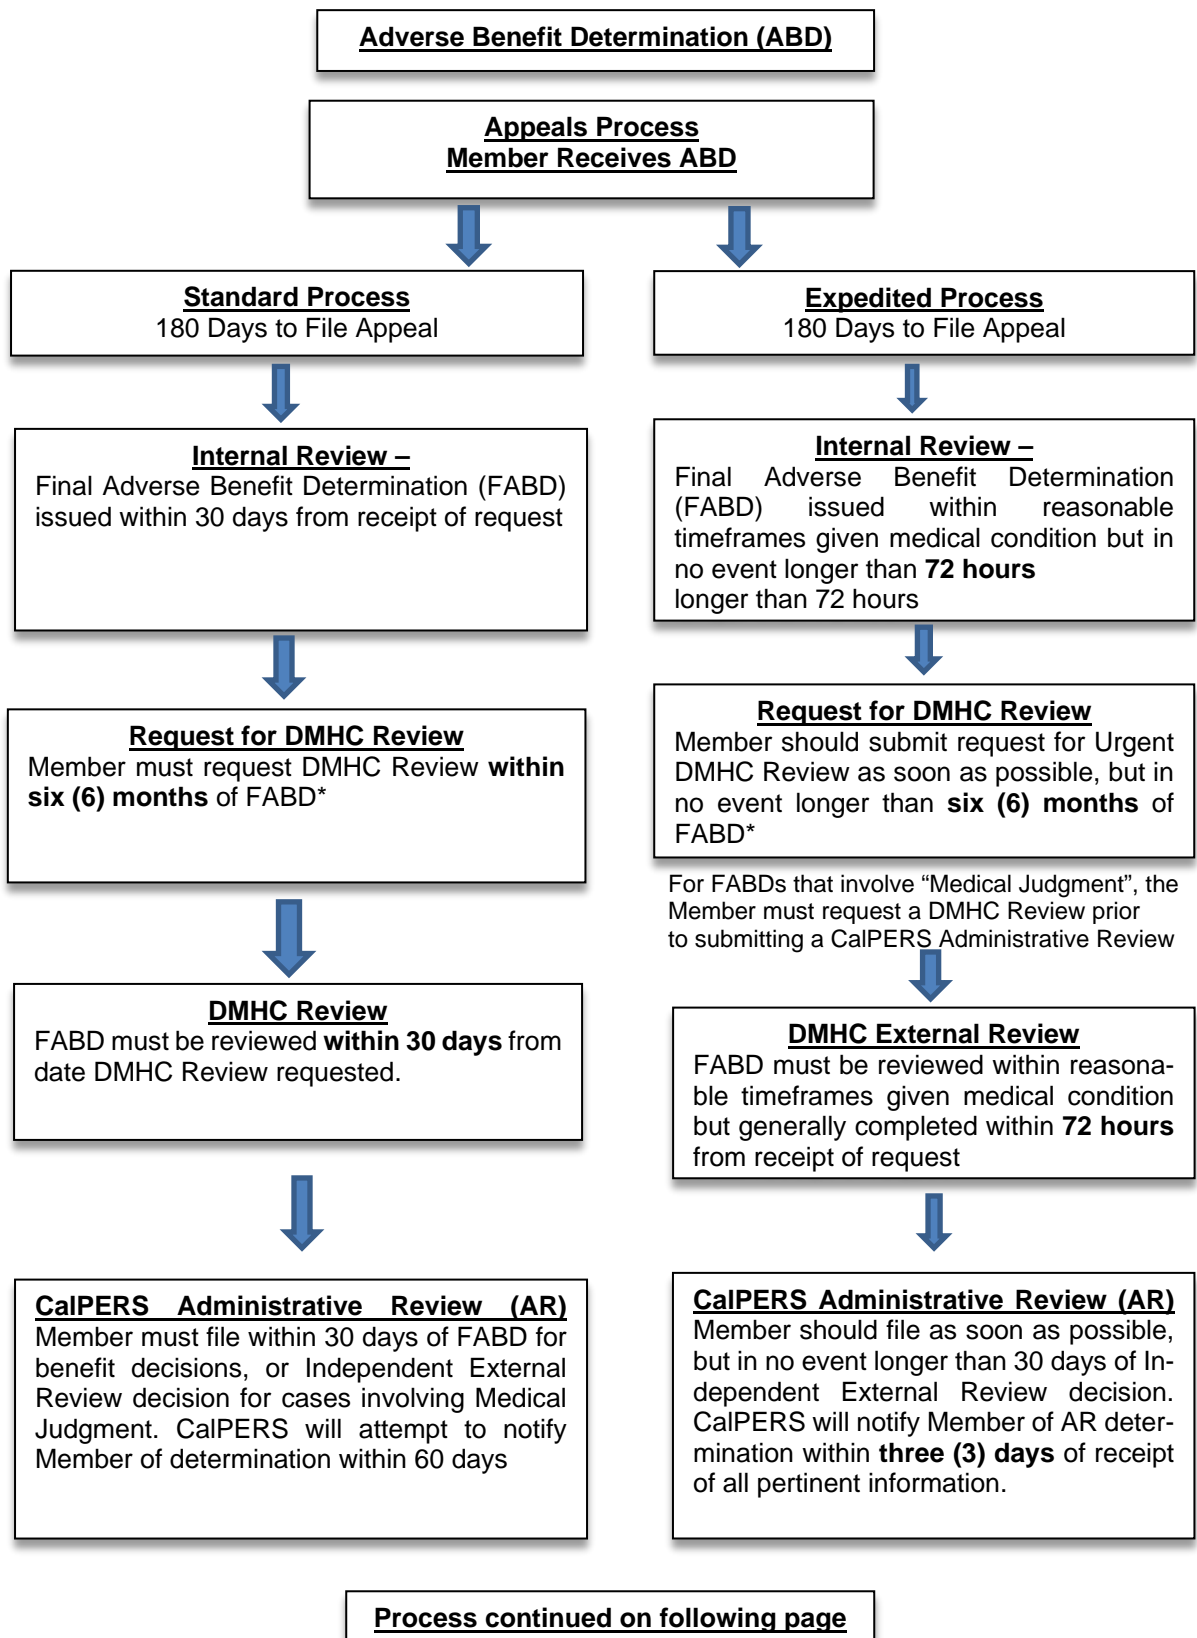 Adverse Benefit Determination (ABD)
Appeals Process
Member Receives ABD
Standard Process
180 Days to File Appeal
Expedited Process
180 Days to File Appeal
Internal Review –
Final Adverse Benefit Determination (FABD)
issued within 30 days from receipt of request
Internal Review –
Final Adverse Benefit Determination
(FABD) issued within reasonable
timeframes given medical condition but in
no event longer than 72 hours
longer than 72 hours
Request for DMHC Review
Member must request DMHC Review within
six (6) months of FABD*
Request for DMHC Review
Member should submit request for Urgent
DMHC Review as soon as possible, but in
no event longer than six (6) months of
FABD*
For FABDs that involve “Medical Judgment”, the
Member must request a DMHC Review prior
to submitting a CalPERS Administrative Review
DMHC Review
FABD must be reviewed within 30 days from
date DMHC Review requested.
DMHC External Review
FABD must be reviewed within reasona-
ble timeframes given medical condition
but generally completed within 72 hours
from receipt of request
CalPERS Administrative Review (AR)
Member must file within 30 days of FABD for
benefit decisions, or Independent External
Review decision for cases involving Medical
Judgment. CalPERS will attempt to notify
Member of determination within 60 days
CalPERS Administrative Review (AR)
Member should file as soon as possible,
but in no event longer than 30 days of In-
dependent External Review decision.
CalPERS will notify Member of AR deter-
mination within three (3) days of receipt
of all pertinent information.
Process continued on following page